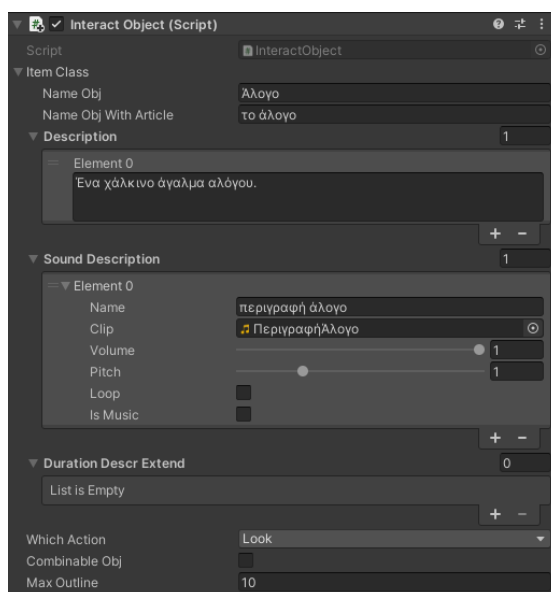 Interact Object (Script)
Script InteractObject
Item Class
Name Obj Άλογο
Name Obj With Article το άλογο
Description 1
Element 0
Ένα χάλκινο άγαλμα αλόγου.
+ -
Sound Description 1
Element 0
Name περιγραφή άλογο
Clip ΠεριγραφήΆλογο
Volume 1
Pitch 1
Loop
Is Music
+ -
Duration Descr Extend 0
List is Empty
+ -
Which Action Look
Combinable Obj
Max Outline 10